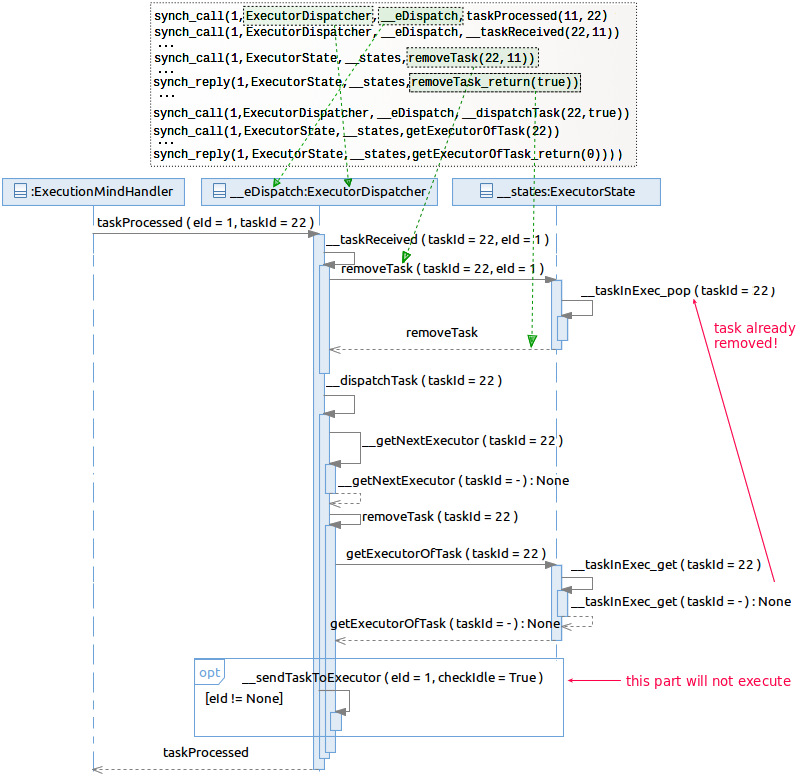 synch_call(1,ExecutorDispatcher,__eDispatch,taskProcessed(11,22)
synch_call(1,ExecutorDispatcher,__eDispatch,__taskReceived(22,11))
...
synch_call(1,ExecutorState,__states,removeTask(22,11))
...
synch_reply(1,ExecutorState,__states,removeTask_return(true))
...
synch_call(1,ExecutorDispatcher,__eDispatch,__dispatchTask(22,true))
synch_call(1,ExecutorState,__states,getExecutorOfTask(22))
...
synch_reply(1,ExecutorState,__states,getExecutorOfTask_return(0))))
:ExecutionMindHandler
__eDispatch:ExecutorDispatcher
__states:ExecutorState
taskProcessed ( eId = 1, taskId = 22 )
__taskReceived ( taskId = 22, eId = 1 )
removeTask ( taskId = 22, eId = 1 )
__taskInExec_pop ( taskId = 22 )
task already
removed!
removeTask
__dispatchTask ( taskId = 22 )
__getNextExecutor ( taskId = 22 )
__getNextExecutor ( taskId = - ) : None
removeTask ( taskId = 22 )
getExecutorOfTask ( taskId = 22 )
__taskInExec_get ( taskId = 22 )
__taskInExec_get ( taskId = - ) : None
getExecutorOfTask ( taskId = - ) : None
opt
__sendTaskToExecutor ( eId = 1, checkIdle = True )
this part will not execute
[eId != None]
taskProcessed